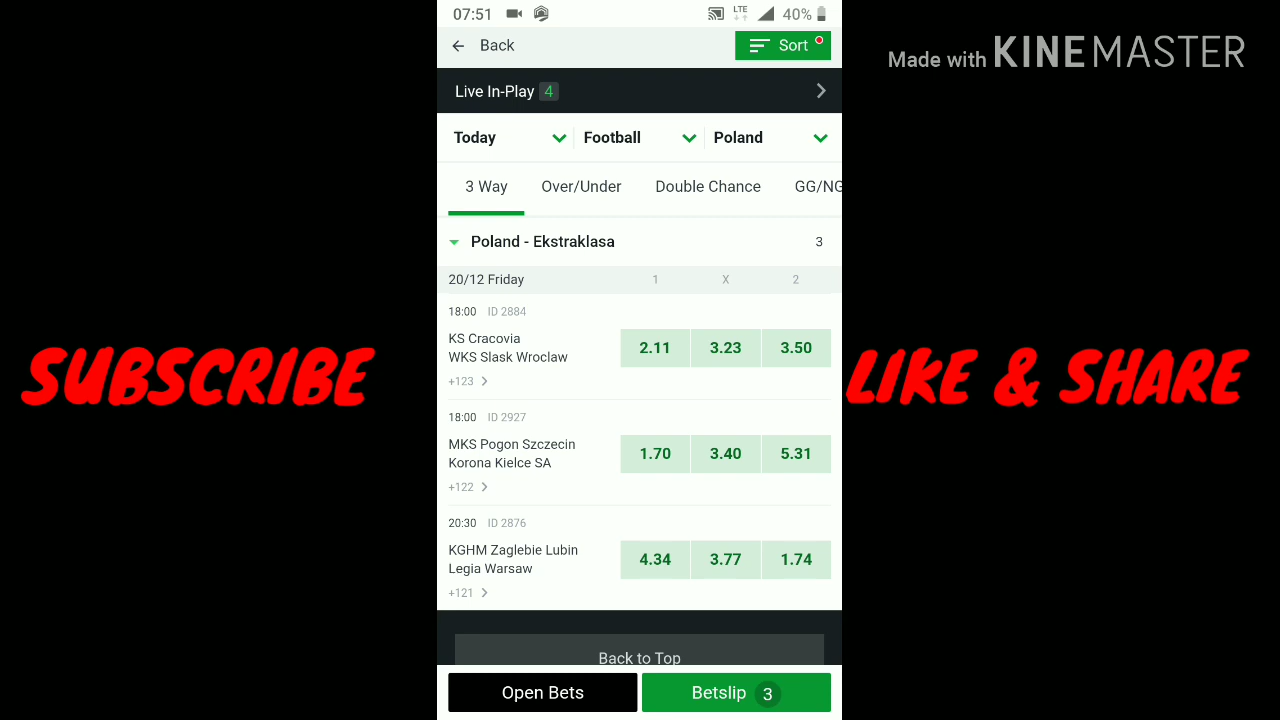 07:51 LTE 40%
Back Sort
Made with KINEMASTER
Live In-Play 4
Today Football Poland
3 Way Over/Under Double Chance GG/NG
Poland - Ekstraklasa 3
20/12 Friday 1 X 2
18:00 ID 2884
KS Cracovia
WKS Slask Wroclaw
2.11 3.23 3.50
+123
SUBSCRIBE
LIKE & SHARE
18:00 ID 2927
MKS Pogon Szczecin
Korona Kielce SA
1.70 3.40 5.31
+122
20:30 ID 2876
KGHM Zaglebie Lubin
Legia Warsaw
4.34 3.77 1.74
+121
Back to Top
Open Bets Betslip 3